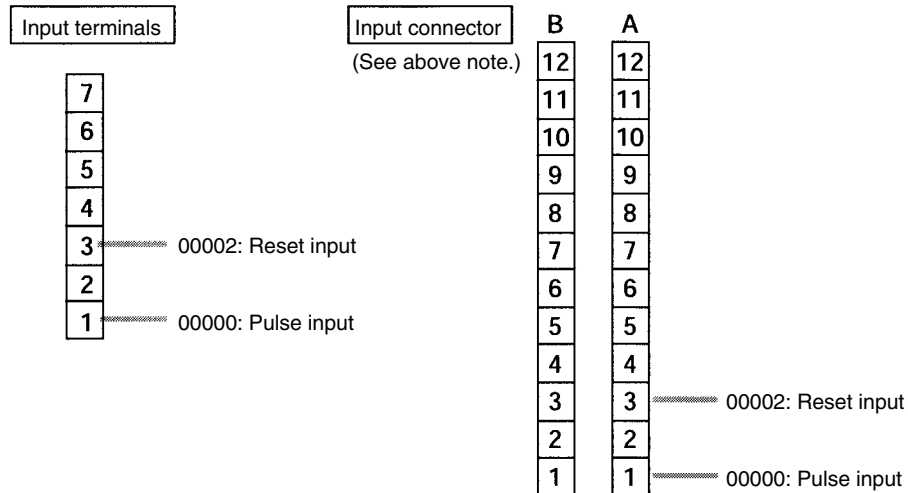 Input terminals
7
6
5
4
3 00002: Reset input
2
1 00000: Pulse input
Input connector
(See above note.)
B A
12 12
11 11
10 10
9 9
8 8
7 7
6 6
5 5
4 4
3 3 00002: Reset input
2 2
1 1 00000: Pulse input